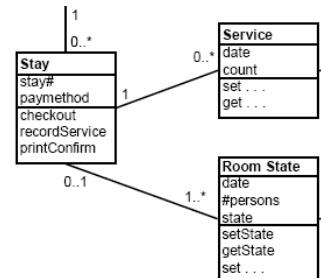 1
0..*
Stay
stay#
paymethod
checkout
recordService
printConfirm
1
0..*
Service
date
count
set . . .
get . . .
0..1
1..*
Room State
date
#persons
state
setState
getState
set . . .